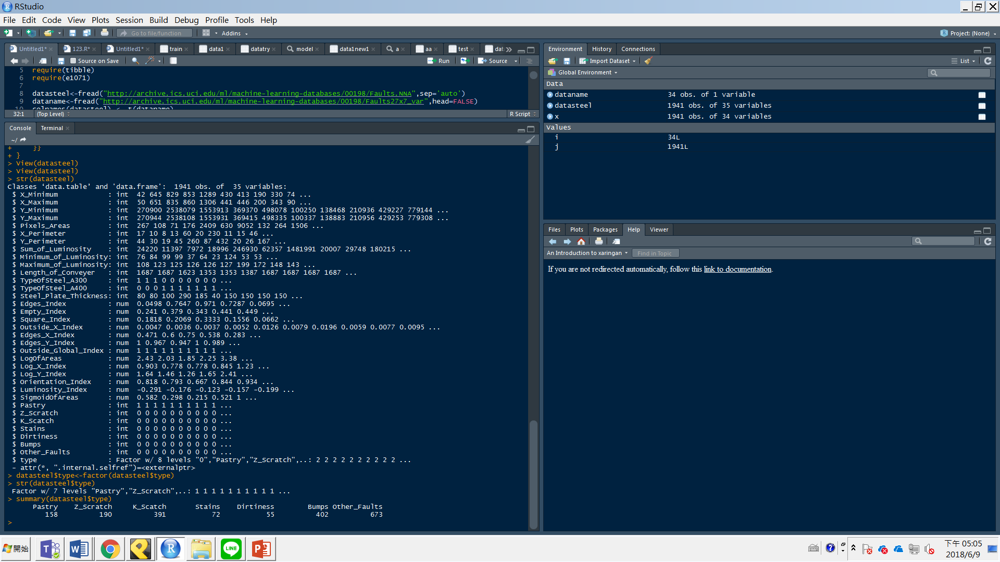 RStudio
File Edit Code View Plots Session Build Debug Profile Tools Help
Go to file/function
Addins
Project: (None)
Untitled1* 123.R* Untitled1* train data1 datatry model data1new1 a aa test dat
Source on Save Run Source
5 require(tibble)
6 require(e1071)
7
8 datasteel<-fread("http://archive.ics.uci.edu/ml/machine-learning-databases/00198/Faults.NNA",sep='auto')
9 dataname<-fread("http://archive.ics.uci.edu/ml/machine-learning-databases/00198/Faults27x7_var",head=FALSE)
10 colnames(datasteel) <- t(dataname)
32:1 (Top Level) R Script
Console Terminal
~/
+ }}
+ }
> View(datasteel)
> View(datasteel)
> str(datasteel)
Classes ‘data.table’ and 'data.frame': 1941 obs. of 35 variables:
$ X_Minimum : int 42 645 829 853 1289 430 413 190 330 74 ...
$ X_Maximum : int 50 651 835 860 1306 441 446 200 343 90 ...
$ Y_Minimum : int 270900 2538079 1553913 369370 498078 100250 138468 210936 429227 779144 ...
$ Y_Maximum : int 270944 2538108 1553931 369415 498335 100337 138883 210956 429253 779308 ...
$ Pixels_Areas : int 267 108 71 176 2409 630 9052 132 264 1506 ...
$ X_Perimeter : int 17 10 8 13 60 20 230 11 15 46 ...
$ Y_Perimeter : int 44 30 19 45 260 87 432 20 26 167 ...
$ Sum_of_Luminosity : int 24220 11397 7972 18996 246930 62357 1481991 20007 29748 180215 ...
$ Minimum_of_Luminosity: int 76 84 99 99 37 64 23 124 53 53 ...
$ Maximum_of_Luminosity: int 108 123 125 126 126 127 199 172 148 143 ...
$ Length_of_Conveyer : int 1687 1687 1623 1353 1353 1387 1687 1687 1687 1687 ...
$ TypeOfSteel_A300 : int 1 1 1 0 0 0 0 0 0 0 ...
$ TypeOfSteel_A400 : int 0 0 0 1 1 1 1 1 1 1 ...
$ Steel_Plate_Thickness: int 80 80 100 290 185 40 150 150 150 150 ...
$ Edges_Index : num 0.0498 0.7647 0.971 0.7287 0.0695 ...
$ Empty_Index : num 0.241 0.379 0.343 0.441 0.449 ...
$ Square_Index : num 0.1818 0.2069 0.3333 0.1556 0.0662 ...
$ Outside_X_Index : num 0.0047 0.0036 0.0037 0.0052 0.0126 0.0079 0.0196 0.0059 0.0077 0.0095 ...
$ Edges_X_Index : num 0.471 0.6 0.75 0.538 0.283 ...
$ Edges_Y_Index : num 1 0.967 0.947 1 0.989 ...
$ Outside_Global_Index : num 1 1 1 1 1 1 1 1 1 1 ...
$ LogOfAreas : num 2.43 2.03 1.85 2.25 3.38 ...
$ Log_X_Index : num 0.903 0.778 0.778 0.845 1.23 ...
$ Log_Y_Index : num 1.64 1.46 1.26 1.65 2.41 ...
$ Orientation_Index : num 0.818 0.793 0.667 0.844 0.934 ...
$ Luminosity_Index : num -0.291 -0.176 -0.123 -0.157 -0.199 ...
$ SigmoidOfAreas : num 0.582 0.298 0.215 0.521 1 ...
$ Pastry : int 1 1 1 1 1 1 1 1 1 1 ...
$ Z_Scratch : int 0 0 0 0 0 0 0 0 0 0 ...
$ K_Scatch : int 0 0 0 0 0 0 0 0 0 0 ...
$ Stains : int 0 0 0 0 0 0 0 0 0 0 ...
$ Dirtiness : int 0 0 0 0 0 0 0 0 0 0 ...
$ Bumps : int 0 0 0 0 0 0 0 0 0 0 ...
$ Other_Faults : int 0 0 0 0 0 0 0 0 0 0 ...
$ type : Factor w/ 8 levels "0","Pastry","Z_Scratch",..: 2 2 2 2 2 2 2 2 2 2 ...
- attr(*, ".internal.selfref")=<externalptr>
> datasteel$type<-factor(datasteel$type)
> str(datasteel$type)
Factor w/ 7 levels "Pastry","Z_Scratch",..: 1 1 1 1 1 1 1 1 1 1 ...
> summary(datasteel$type)
Pastry Z_Scratch K_Scatch Stains Dirtiness Bumps Other_Faults
158 190 391 72 55 402 673
>
Environment History Connections
Import Dataset List
Global Environment
Data
dataname 34 obs. of 1 variable
datasteel 1941 obs. of 35 variables
x 1941 obs. of 34 variables
Values
i 34L
j 1941L
Files Plots Packages Help Viewer
An Introduction to xaringan Find in Topic
If you are not redirected automatically, follow this link to documentation.
開始
LINE
下午 05:05
2018/6/9